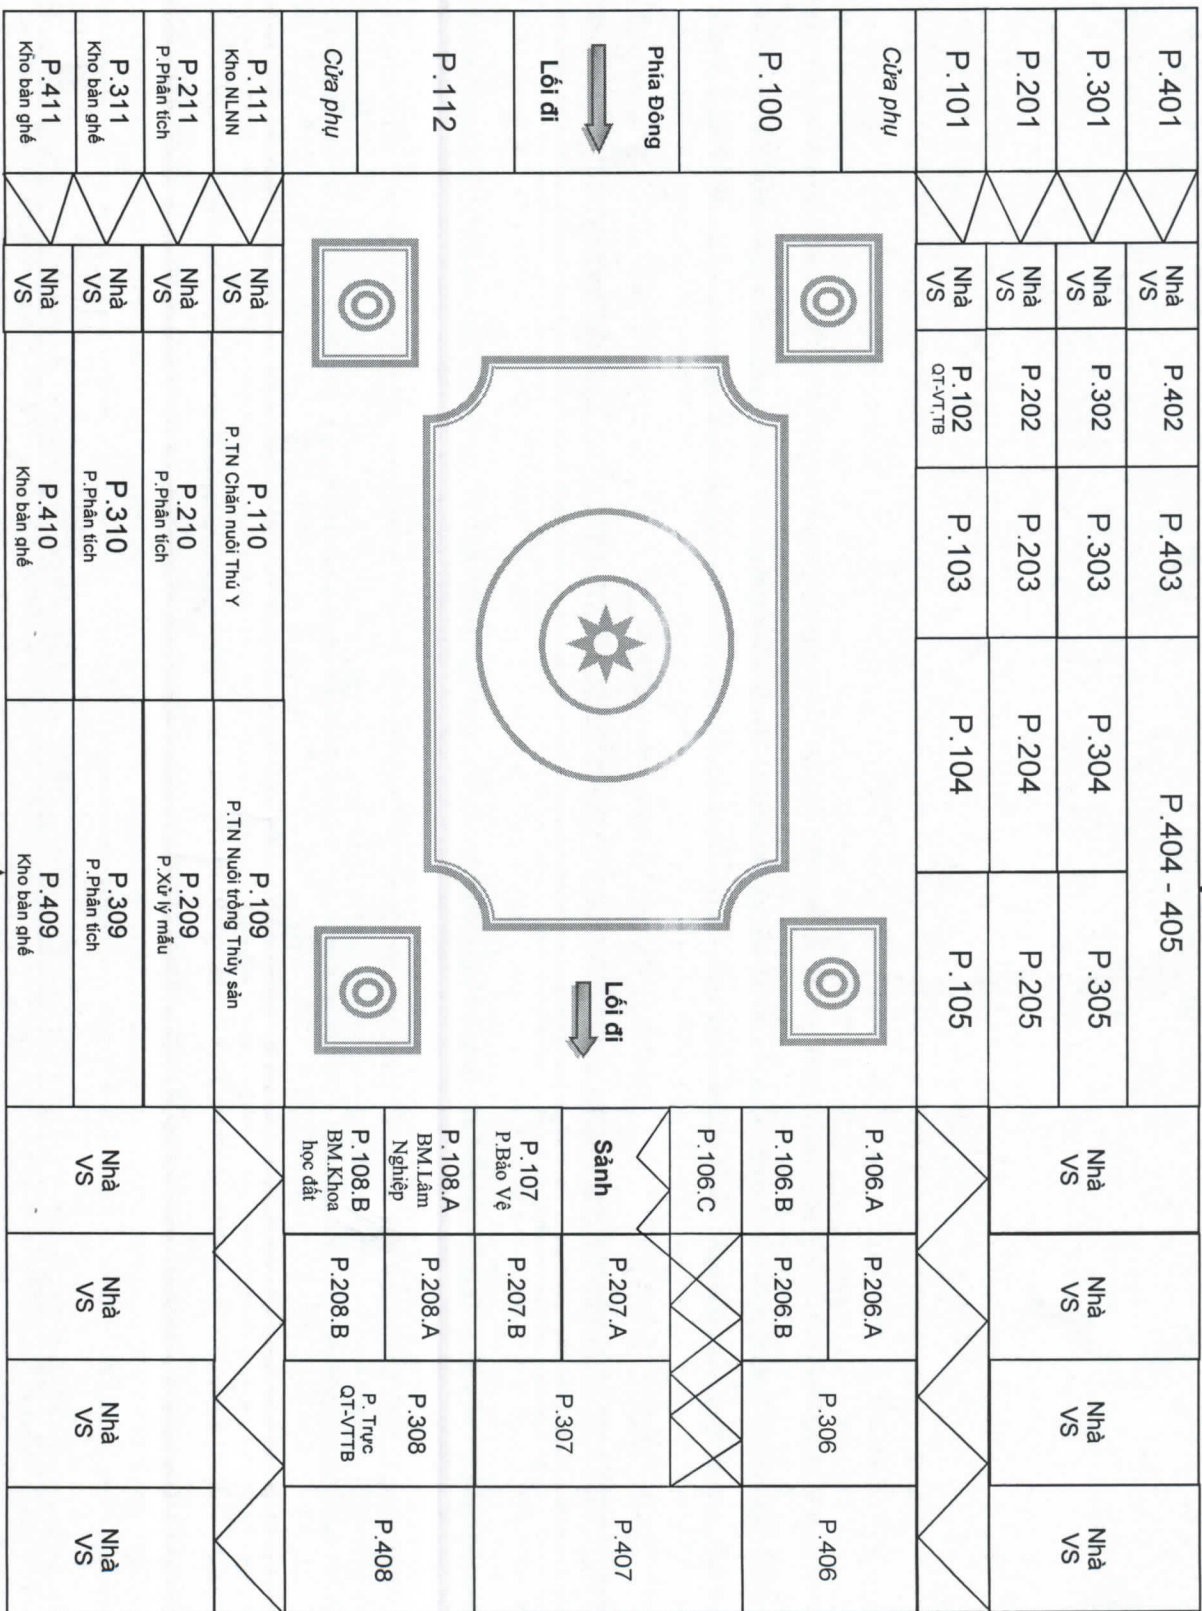 P.401
P.402
P.403
P.404 - 405
Nhà
VS
P.301
P.302
P.303
P.304
P.305
Nhà
VS
P.201
P.202
P.203
P.204
P.205
Nhà
VS
P.101
P.102
QT-VT,TB
P.103
P.104
P.105
Nhà
VS
Nhà
VS
Nhà
VS
Nhà
VS
Nhà
VS
Cửa phụ
P.100
Phía Đông
Lối đi
P.112
Cửa phụ
Lối đi
P.106.A
P.206.A
P.106.B
P.206.B
P.306
P.406
P.106.C
Sảnh
P.207.A
P.107
P.Bảo Vệ
P.207.B
P.307
P.407
P.108.A
BM.Lâm
Nghiệp
P.208.A
P.108.B
BM.Khoa
học đất
P.208.B
P.308
P. Trực
QT-VTTB
P.408
P.111
Kho NLNN
Nhà
VS
P.110
P.TN Chăn nuôi Thú Y
P.109
P.TN Nuôi trồng Thủy sản
P.211
P.Phân tích
Nhà
VS
P.210
P.Phân tích
P.209
P.Xử lý mẫu
P.311
Kho bàn ghế
Nhà
VS
P.310
P.Phân tích
P.309
P.Phân tích
P.411
Kho bàn ghế
Nhà
VS
P.410
Kho bàn ghế
P.409
Kho bàn ghế
Nhà
VS
Nhà
VS
Nhà
VS
Nhà
VS